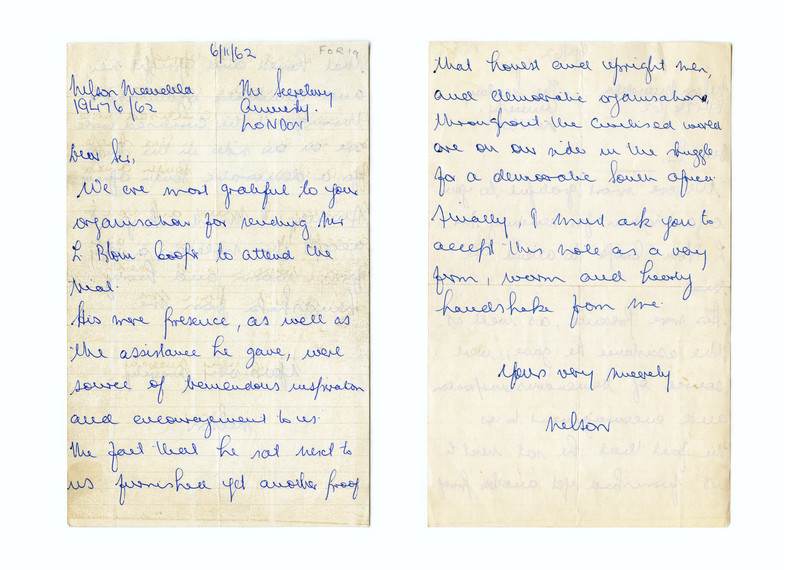 6/11/62
FOR 19
Nelson Mandela
19476/62
The Secretary
Amnesty.
LONDON
Dear Sir,
We are most grateful to your
organisation for sending Mr
L Blom Cooper to attend the
trial.
His mere presence, as well as
the assistance he gave, were
source of tremendous inspiration
and encouragement to us.
The fact that he sat next to
us furnished yet another proof
that honest and upright men,
and democratic organisations,
throughout the civilised world
are on our side in the struggle
for a democratic South Africa.
Finally, I must ask you to
accept this note as a very
firm, warm and hearty
handshake from me.
Yours very sincerely
Nelson